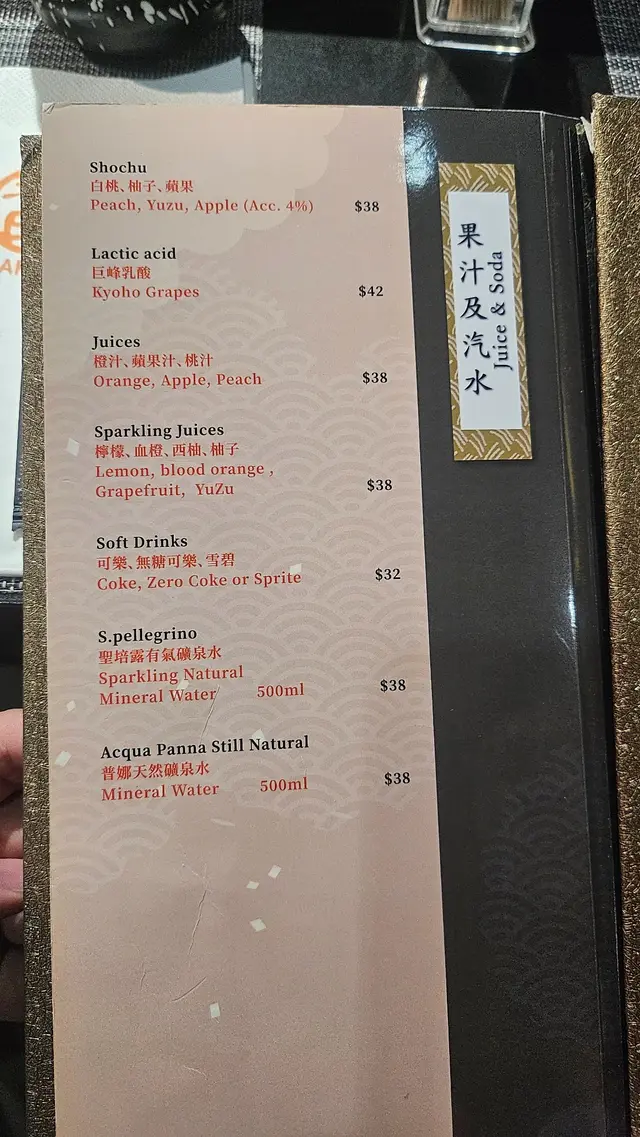 Shochu
白桃、柚子、蘋果
Peach, Yuzu, Apple (Acc. 4%) $38
Lactic acid
巨峰乳酸
Kyoho Grapes $42
Juices
橙汁、蘋果汁、桃汁
Orange, Apple, Peach $38
Sparkling Juices
檸檬、血橙、西柚、柚子
Lemon, blood orange ,
Grapefruit, YuZu $38
Soft Drinks
可樂、無糖可樂、雪碧
Coke, Zero Coke or Sprite $32
S.pellegrino
聖培露有氣礦泉水
Sparkling Natural
Mineral Water 500ml $38
Acqua Panna Still Natural
普娜天然礦泉水
Mineral Water 500ml $38
果汁及汽水
Juice & Soda